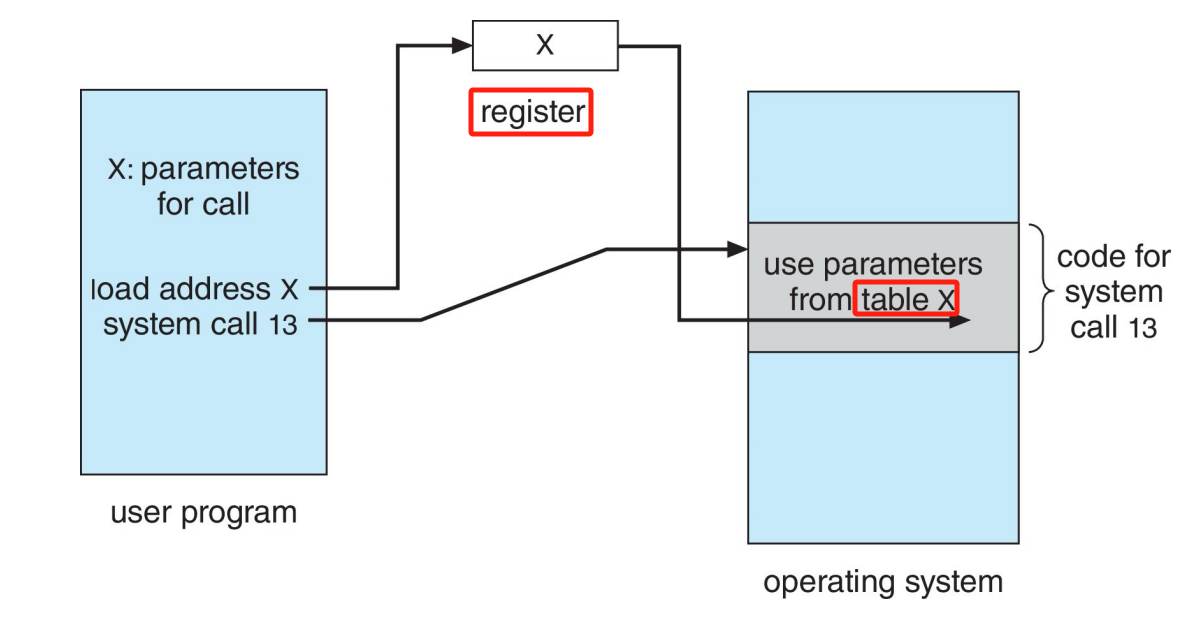 X
register
X: parameters
for call
load address X
system call 13
user program
use parameters
from table X
code for
system
call 13
operating system